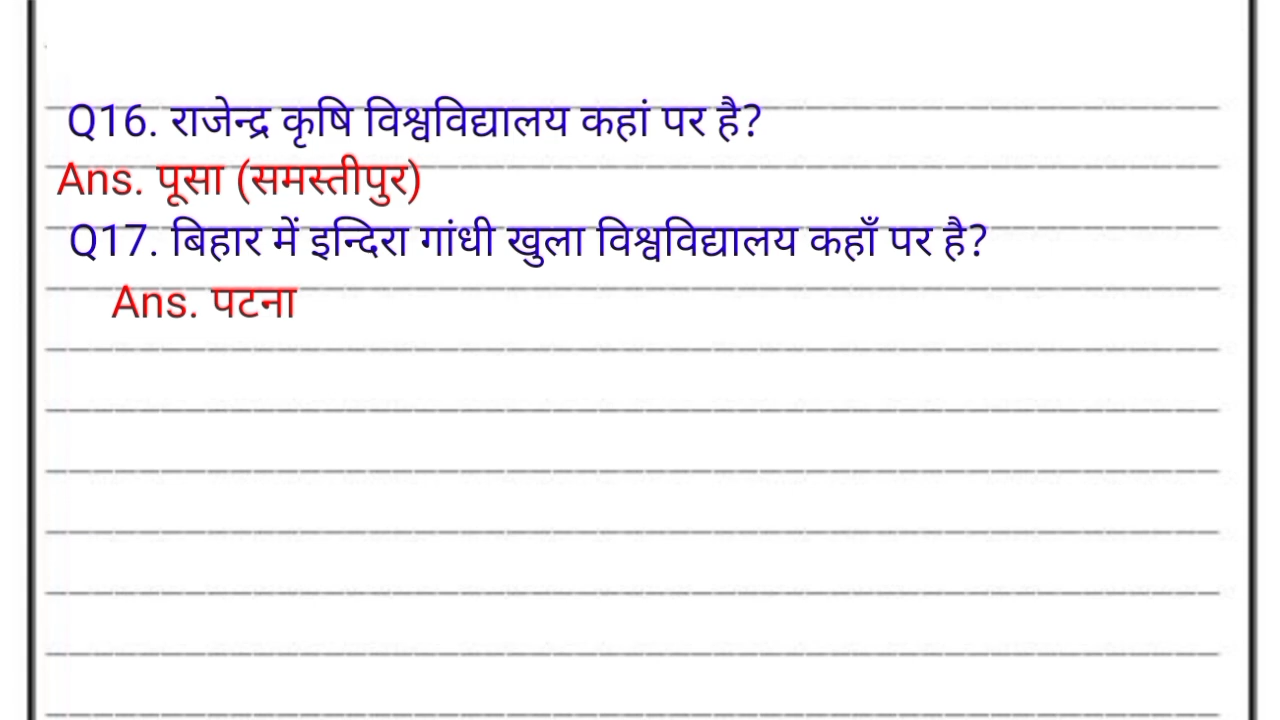 Q16. राजेन्द्र कृषि विश्वविद्यालय कहां पर है?
Ans. पूसा (समस्तीपुर)
Q17. बिहार में इन्दिरा गांधी खुला विश्वविद्यालय कहाँ पर है?
Ans. पटना